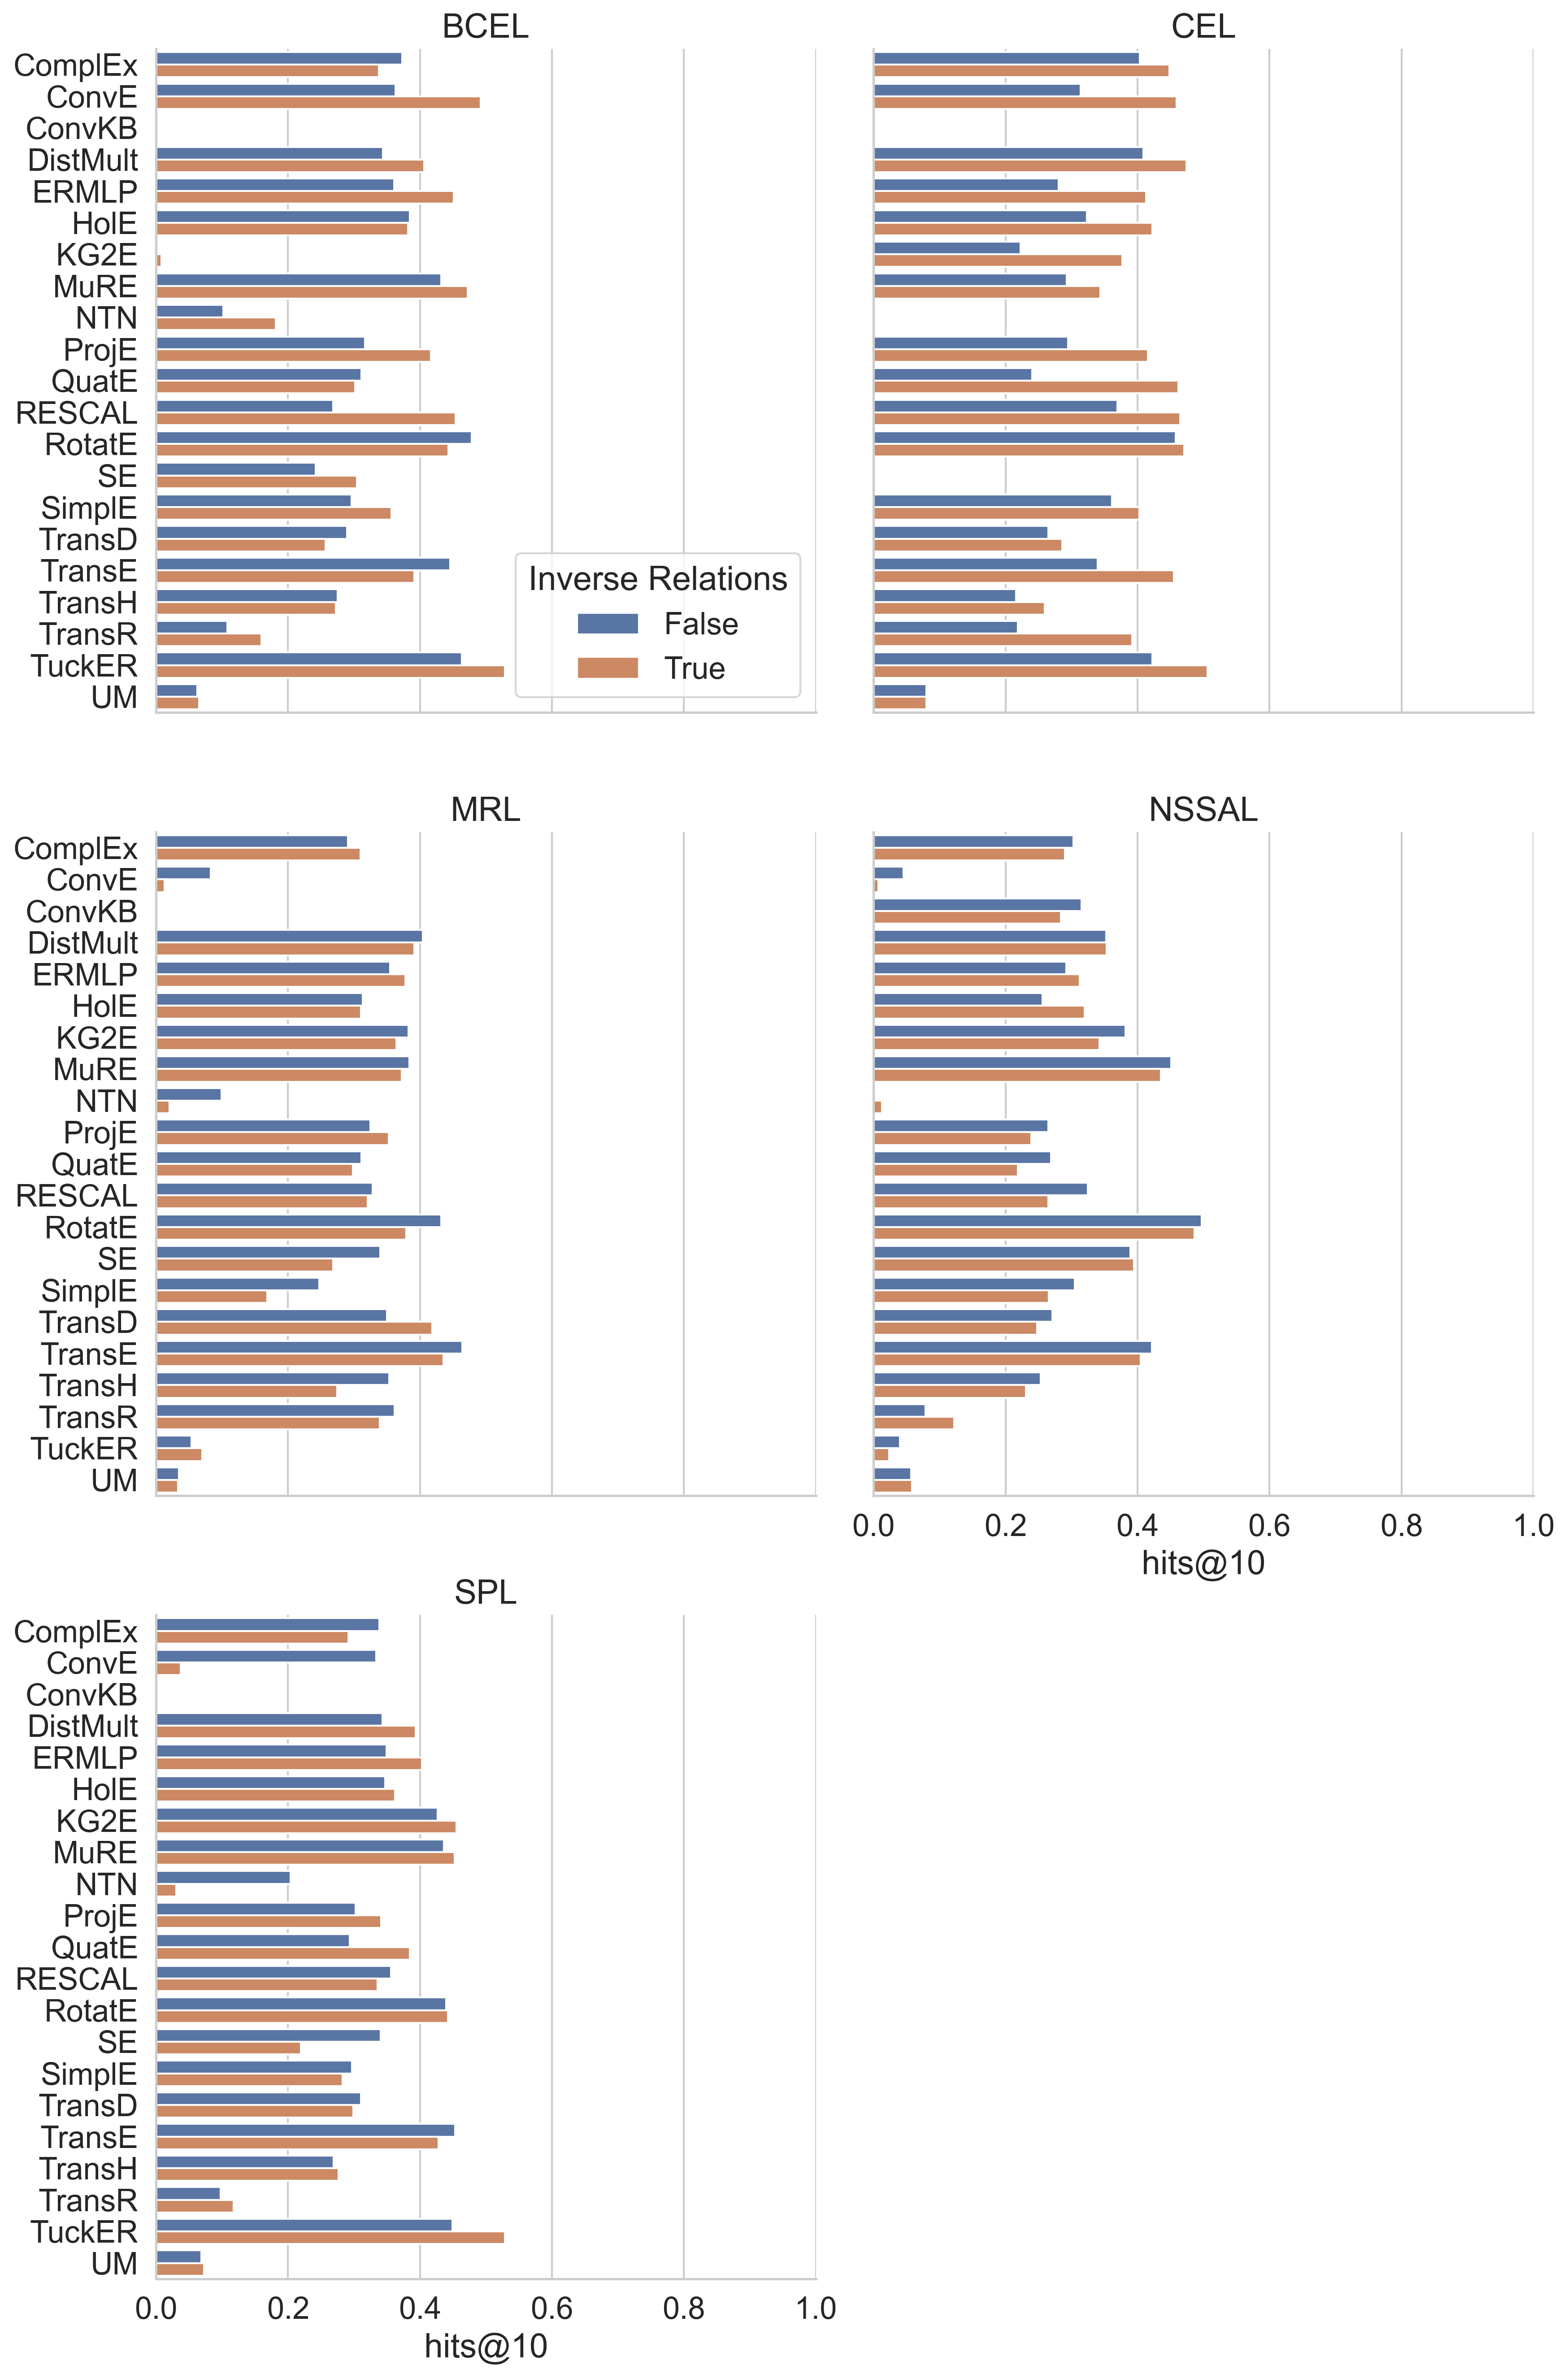 BCEL
ComplEx
ConvE
ConvKB
DistMult
ERMLP
HolE
KG2E
MuRE
NTN
ProjE
QuatE
RESCAL
RotatE
SE
SimplE
TransD
TransE
TransH
TransR
TuckER
UM
Inverse Relations
False
True
CEL
MRL
ComplEx
ConvE
ConvKB
DistMult
ERMLP
HolE
KG2E
MuRE
NTN
ProjE
QuatE
RESCAL
RotatE
SE
SimplE
TransD
TransE
TransH
TransR
TuckER
UM
NSSAL
0.0 0.2 0.4 0.6 0.8 1.0
hits@10
SPL
ComplEx
ConvE
ConvKB
DistMult
ERMLP
HolE
KG2E
MuRE
NTN
ProjE
QuatE
RESCAL
RotatE
SE
SimplE
TransD
TransE
TransH
TransR
TuckER
UM
0.0 0.2 0.4 0.6 0.8 1.0
hits@10